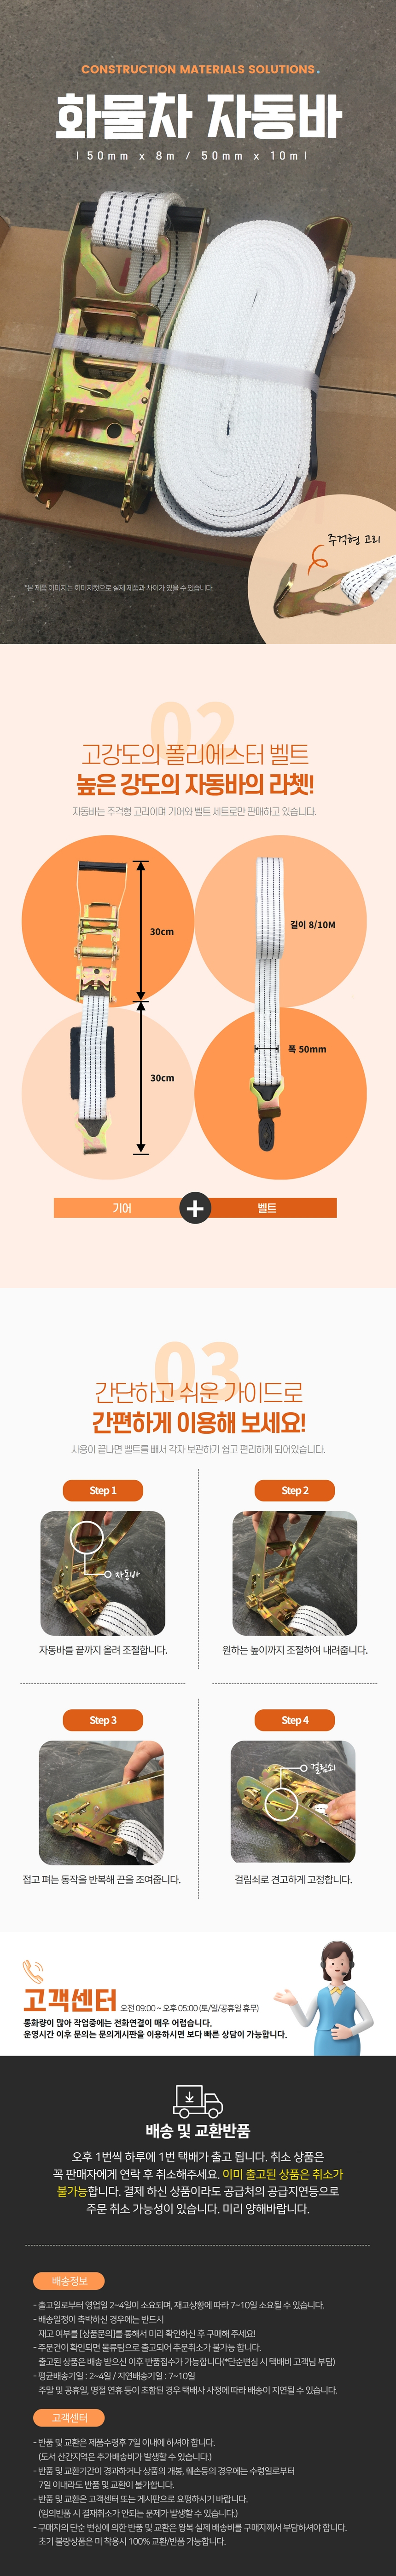 CONSTRUCTION MATERIALS SOLUTIONS.
화물차 자동바
| 50mm x 8m / 50mm x 10m |
주걱형 고리
*본 제품 이미지는 이미지컷으로 실제 제품과 차이가 있을 수 있습니다.
02
고강도의 폴리에스터 벨트
높은 강도의 자동바의 라쳇!
자동바는 주걱형 고리이며 기어와 벨트 세트로만 판매하고 있습니다.
30cm
길이 8/10M
30cm
폭 50mm
기어
+
벨트
03
간단하고 쉬운 가이드로
간편하게 이용해 보세요!
사용이 끝나면 벨트를 빼서 각자 보관하기 쉽고 편리하게 되어있습니다.
Step 1
Step 2
자동바
자동바를 끝까지 올려 조절합니다.
원하는 높이까지 조절하여 내려줍니다.
Step 3
Step 4
걸림쇠
접고 펴는 동작을 반복해 끈을 조여줍니다.
걸림쇠로 견고하게 고정합니다.
고객센터 오전 09:00 ~ 오후 05:00 (토/일/공휴일 휴무)
통화량이 많아 작업중에는 전화연결이 매우 어렵습니다.
운영시간 이후 문의는 문의게시판을 이용하시면 보다 빠른 상담이 가능합니다.
배송 및 교환반품
오후 1번씩 하루에 1번 택배가 출고 됩니다. 취소 상품은
꼭 판매자에게 연락 후 취소해주세요. 이미 출고된 상품은 취소가
불가능합니다. 결제 하신 상품이라도 공급처의 공급지연등으로
주문 취소 가능성이 있습니다. 미리 양해바랍니다.
배송정보
- 출고일로부터 영업일 2~4일이 소요되며, 재고상황에 따라 7~10일 소요될 수 있습니다.
- 배송일정이 촉박하신 경우에는 반드시
재고 여부를 [상품문의]를 통해서 미리 확인하신 후 구매해 주세요!
- 주문건이 확인되면 물류팀으로 출고되어 주문취소가 불가능 합니다.
출고된 상품은 배송 받으신 이후 반품접수가 가능합니다(*단순변심 시 택배비 고객님 부담)
- 평균배송기일 : 2~4일 / 지연배송기일 : 7~10일
주말 및 공휴일, 명절 연휴 등이 초함된 경우 택배사 사정에 따라 배송이 지연될 수 있습니다.
고객센터
- 반품 및 교환은 제품수령후 7일 이내에 하셔야 합니다.
(도서 산간지역은 추가배송비가 발생할 수 있습니다.)
- 반품 및 교환기간이 경과하거나 상품의 개봉, 훼손등의 경우에는 수령일로부터
7일 이내라도 반품 및 교환이 불가합니다.
- 반품 및 교환은 고객센터 또는 게시판으로 요청하시기 바랍니다.
(임의반품 시 결재취소가 안되는 문제가 발생할 수 있습니다.)
- 구매자의 단순 변심에 의한 반품 및 교환은 왕복 실제 배송비를 구매자께서 부담하셔야 합니다.
초기 불량상품은 미 착용시 100% 교환/반품 가능합니다.